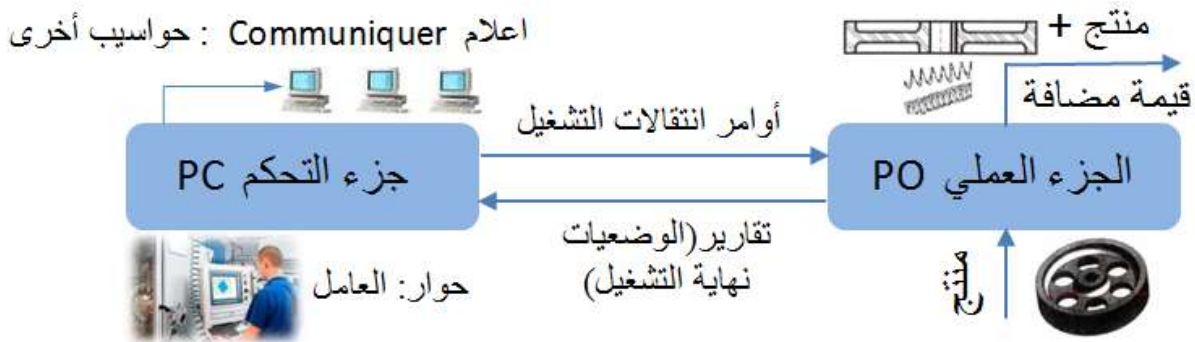 اعلام Communiquer : حواسيب أخرى
منتج +
قيمة مضافة
أوامر انتقالات التشغيل
جزء التحكم PC
الجزء العملي PO
تقارير(الوضعيات
نهاية التشغيل)
حوار: العامل
منتج